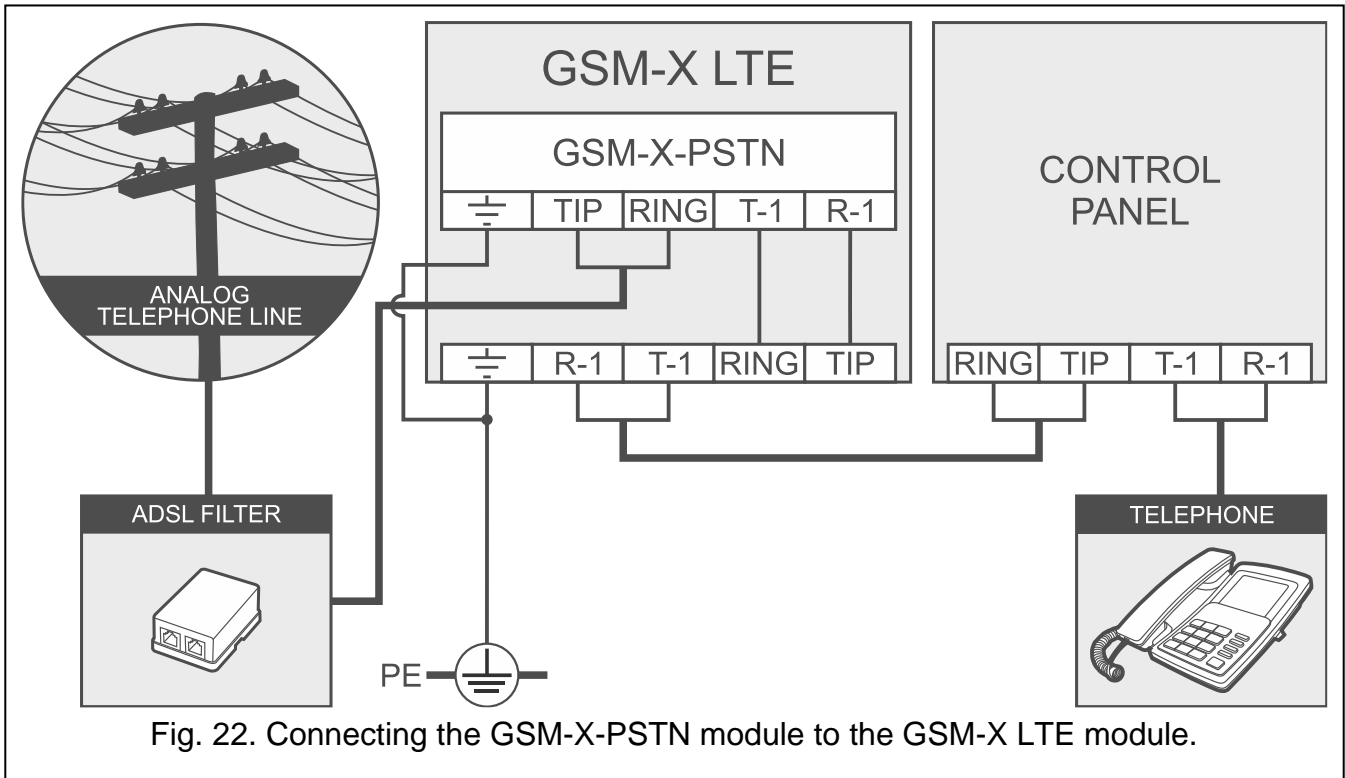 GSM-X LTE
GSM-X-PSTN
TIP RING T-1 R-1
CONTROL
PANEL
ANALOG
TELEPHONE LINE
R-1 T-1 RING TIP
RING TIP T-1 R-1
ADSL FILTER
TELEPHONE
PE
Fig. 22. Connecting the GSM-X-PSTN module to the GSM-X LTE module.